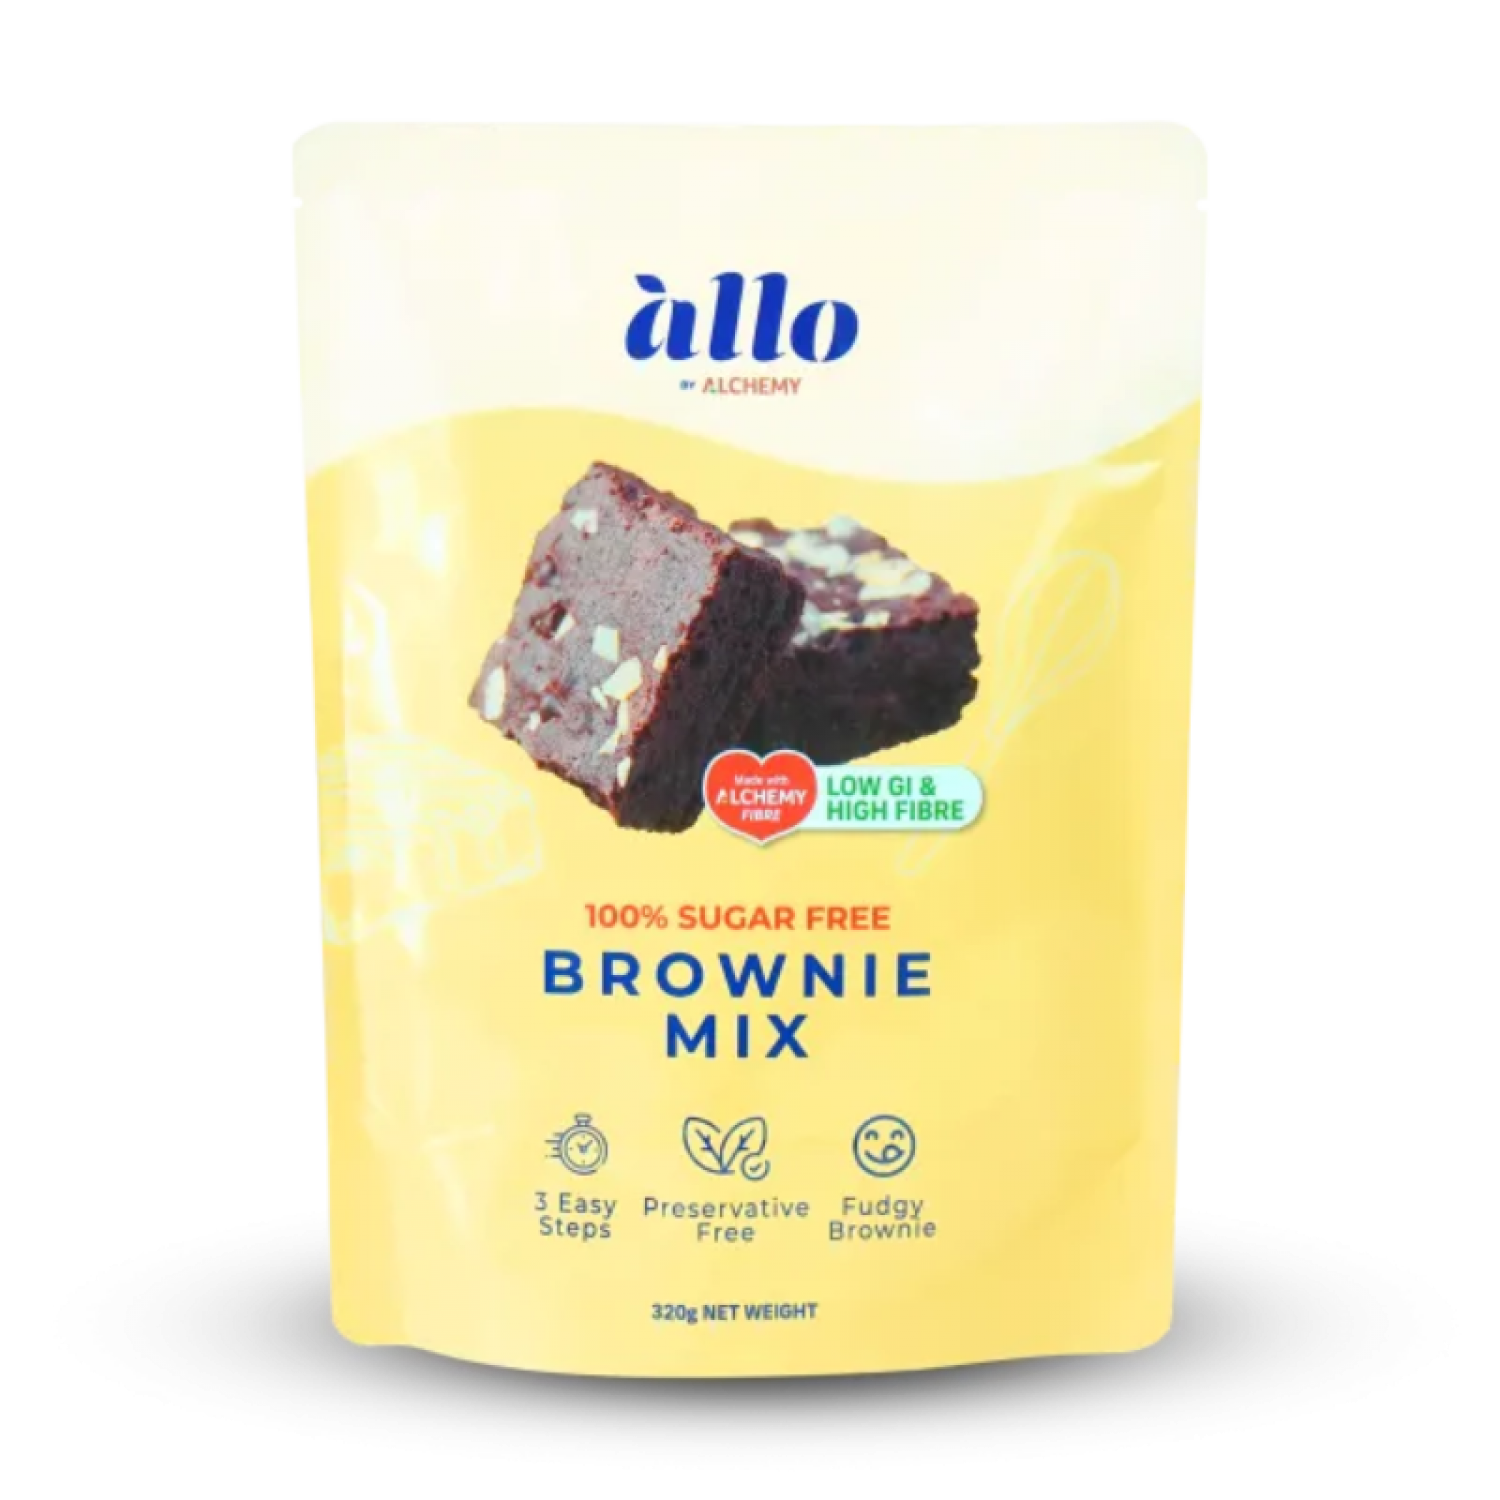 àllo
BY ALCHEMY
Made with
ALCHEMY
FIBRE
LOW GI &
HIGH FIBRE
100% SUGAR FREE
BROWNIE
MIX
3 Easy
Steps
Preservative
Free
Fudgy
Brownie
320g NET WEIGHT